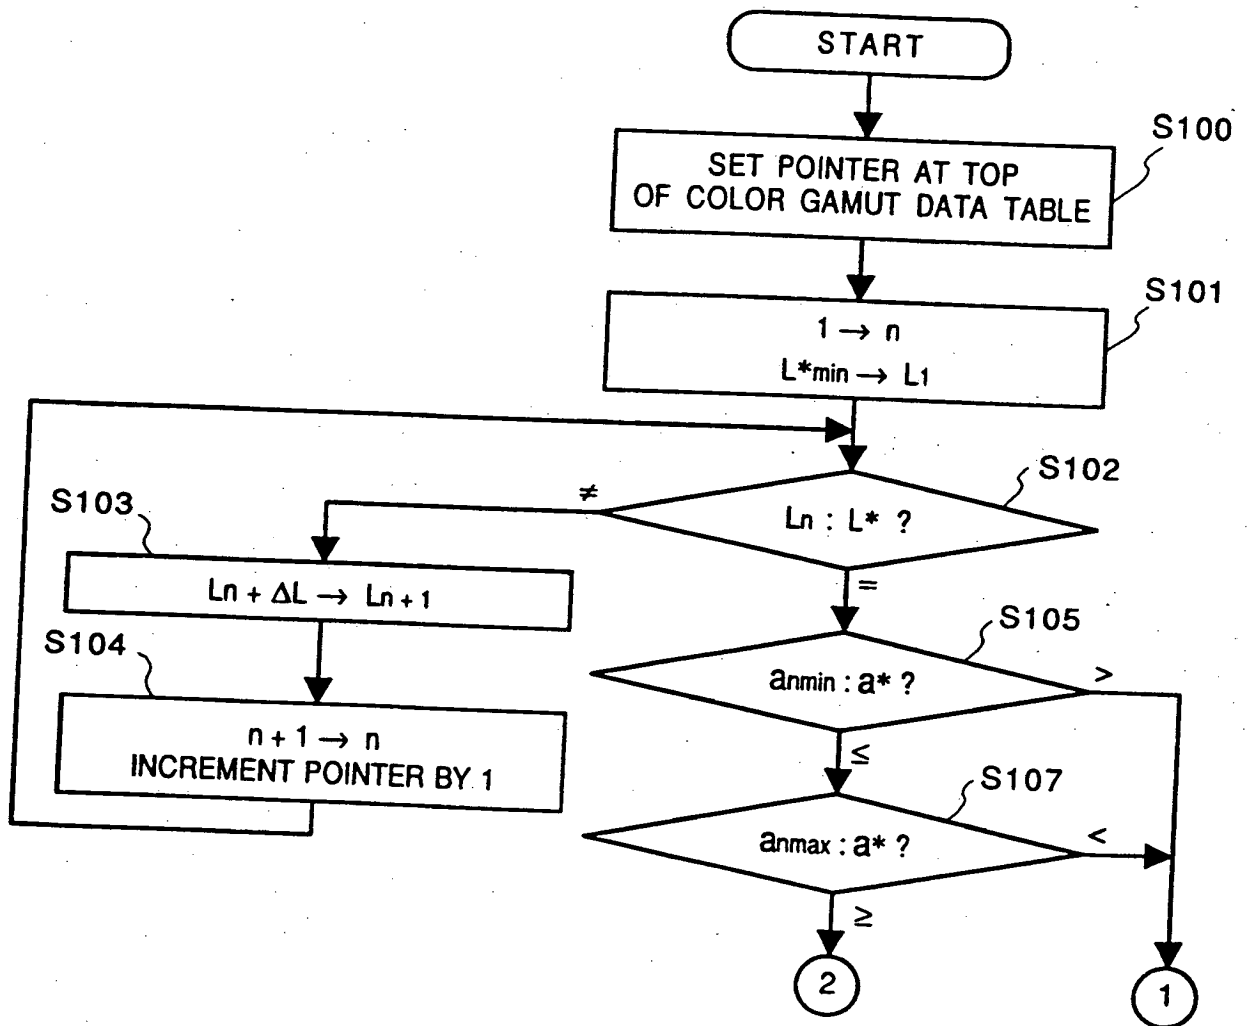 START
S100
SET POINTER AT TOP
OF COLOR GAMUT DATA TABLE
S101
1 → n
L*min → L1
S102
≠
Ln : L* ?
=
S103
Ln + ΔL → Ln + 1
S104
n + 1 → n
INCREMENT POINTER BY 1
S105
anmin : a* ?
>
≤
S107
anmax : a* ?
<
≥
2
1